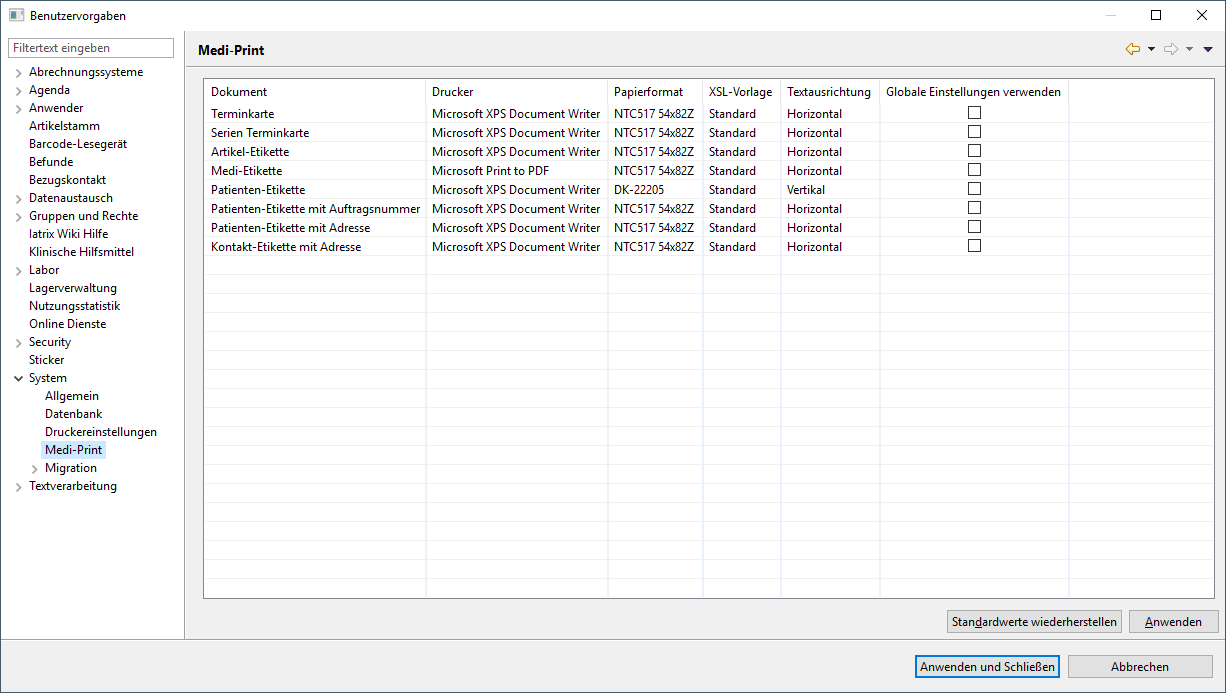 Benutzervorgaben
Filtertext eingeben
Abrechnungssysteme
Agenda
Anwender
Artikelstamm
Barcode-Lesegerät
Befunde
Bezugskontakt
Datenaustausch
Gruppen und Rechte
Iatrix Wiki Hilfe
Klinische Hilfsmittel
Labor
Lagerverwaltung
Nutzungsstatistik
Online Dienste
Security
Sticker
System
Allgemein
Datenbank
Druckereinstellungen
Medi-Print
Migration
Textverarbeitung
Medi-Print
Dokument Drucker Papierformat XSL-Vorlage Textausrichtung Globale Einstellungen verwenden
Terminkarte Microsoft XPS Document Writer NTC517 54x82Z Standard Horizontal
Serien Terminkarte Microsoft XPS Document Writer NTC517 54x82Z Standard Horizontal
Artikel-Etikette Microsoft XPS Document Writer NTC517 54x82Z Standard Horizontal
Medi-Etikette Microsoft Print to PDF NTC517 54x82Z Standard Horizontal
Patienten-Etikette Microsoft XPS Document Writer DK-22205 Standard Vertikal
Patienten-Etikette mit Auftragsnummer Microsoft XPS Document Writer NTC517 54x82Z Standard Horizontal
Patienten-Etikette mit Adresse Microsoft XPS Document Writer NTC517 54x82Z Standard Horizontal
Kontakt-Etikette mit Adresse Microsoft XPS Document Writer NTC517 54x82Z Standard Horizontal
Standardwerte wiederherstellen Anwenden
Anwenden und Schließen Abbrechen